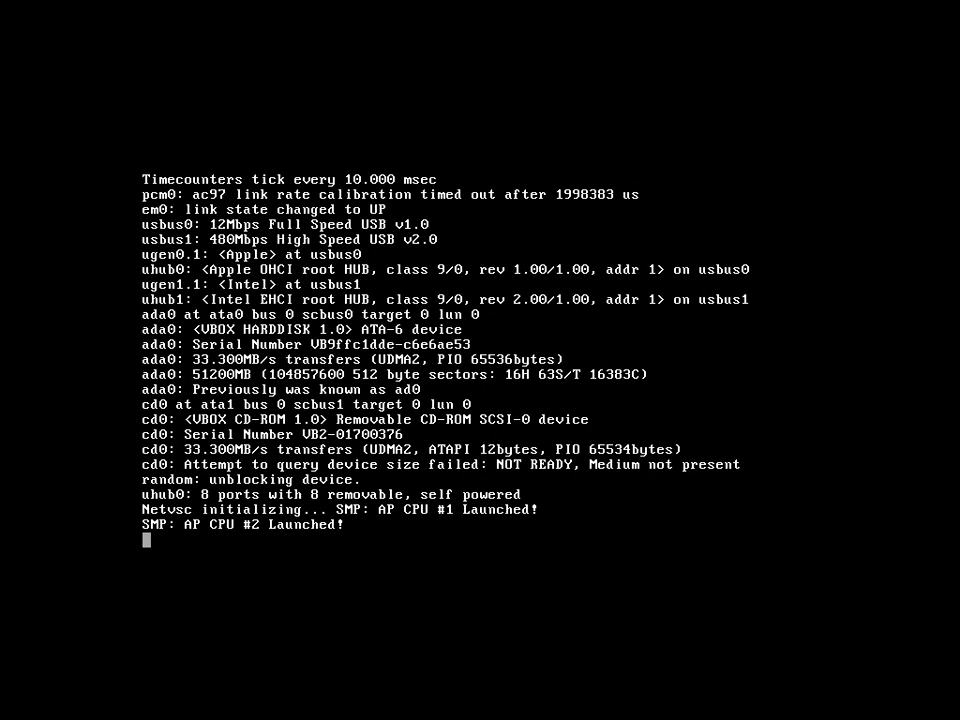 Timecounters tick every 10.000 msec
pcm0: ac97 link rate calibration timed out after 1998383 us
em0: link state changed to UP
usbus0: 12Mbps Full Speed USB v1.0
usbus1: 480Mbps High Speed USB v2.0
ugen0.1: <Apple> at usbus0
uhub0: <Apple OHCI root HUB, class 9/0, rev 1.00/1.00, addr 1> on usbus0
ugen1.1: <Intel> at usbus1
uhub1: <Intel EHCI root HUB, class 9/0, rev 2.00/1.00, addr 1> on usbus1
ada0 at ata0 bus 0 scbus0 target 0 lun 0
ada0: <VBOX HARDDISK 1.0> ATA-6 device
ada0: Serial Number VB9ffc1dde-c6e6ae53
ada0: 33.300MB/s transfers (UDMA2, PIO 65536bytes)
ada0: 51200MB (104857600 512 byte sectors: 16H 63S/T 16383C)
ada0: Previously was known as ad0
cd0 at ata1 bus 0 scbus1 target 0 lun 0
cd0: <VBOX CD-ROM 1.0> Removable CD-ROM SCSI-0 device
cd0: Serial Number VB2-01700376
cd0: 33.300MB/s transfers (UDMA2, ATAPI 12bytes, PIO 65534bytes)
cd0: Attempt to query device size failed: NOT READY, Medium not present
random: unblocking device.
uhub0: 8 ports with 8 removable, self powered
Netvsc initializing... SMP: AP CPU #1 Launched!
SMP: AP CPU #2 Launched!